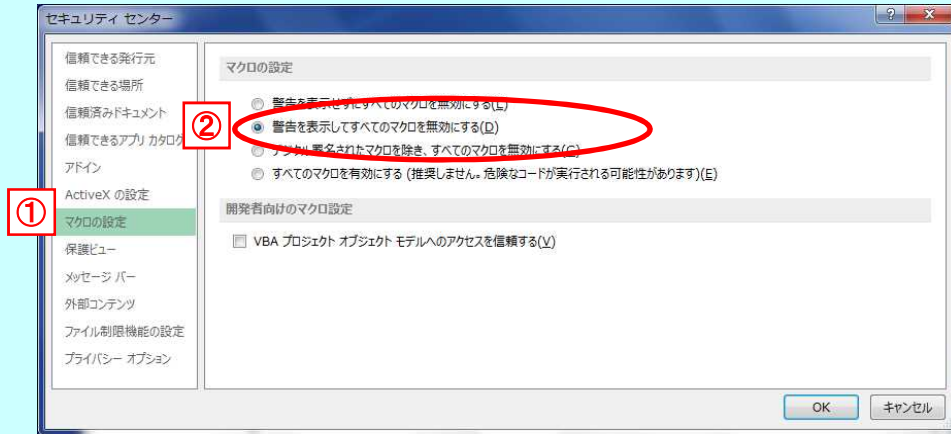 セキュリティ センター
信頼できる発行元
信頼できる場所
信頼済みドキュメント
信頼できるアプリ カタログ
アドイン
ActiveX の設定
①
マクロの設定
保護ビュー
メッセージ バー
外部コンテンツ
ファイル制限機能の設定
プライバシー オプション
マクロの設定
警告を表示せずにすべてのマクロを無効にする(L)
②
警告を表示してすべてのマクロを無効にする(D)
デジタル署名されたマクロを除き、すべてのマクロを無効にする(G)
すべてのマクロを有効にする (推奨しません。危険なコードが実行される可能性があります)(E)
開発者向けのマクロ設定
VBA プロジェクト オブジェクト モデルへのアクセスを信頼する(V)
OK
キャンセル